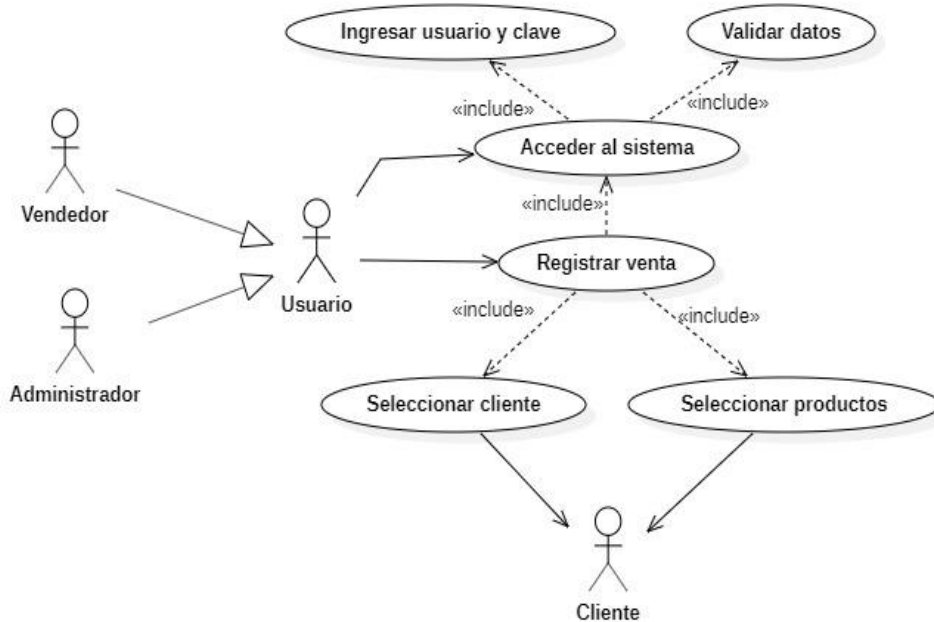 Ingresar usuario y clave
Validar datos
«include»
«include»
Acceder al sistema
Vendedor
«include»
Registrar venta
Usuario
«include»
«include»
Administrador
Seleccionar cliente
Seleccionar productos
Cliente